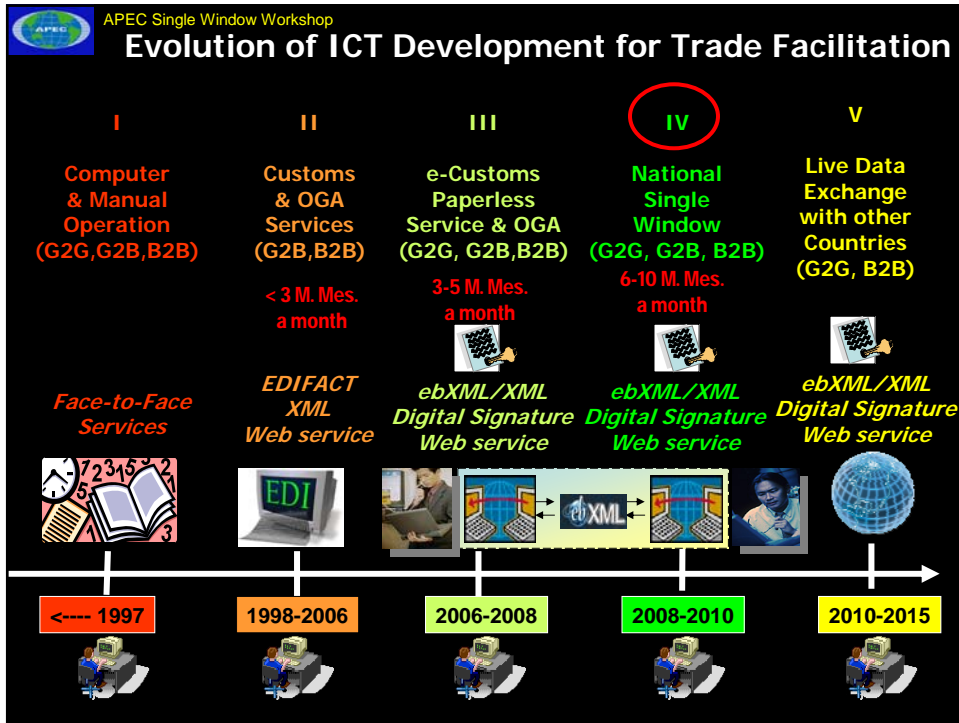 APEC
APEC Single Window Workshop
Evolution of ICT Development for Trade Facilitation
I
Computer
& Manual
Operation
(G2G,G2B,B2B)
Face-to-Face
Services
II
Customs
& OGA
Services
(G2B,B2B)
< 3 M. Mes.
a month
EDIFACT
XML
Web service
EDI
III
e-Customs
Paperless
Service & OGA
(G2G, G2B,B2B)
3-5 M. Mes.
a month
ebXML/XML
Digital Signature
Web service
ebXML
IV
National
Single
Window
(G2G, G2B, B2B)
6-10 M. Mes.
a month
ebXML/XML
Digital Signature
Web service
V
Live Data
Exchange
with other
Countries
(G2G, B2B)
ebXML/XML
Digital Signature
Web service
<---- 1997
1998-2006
2006-2008
2008-2010
2010-2015